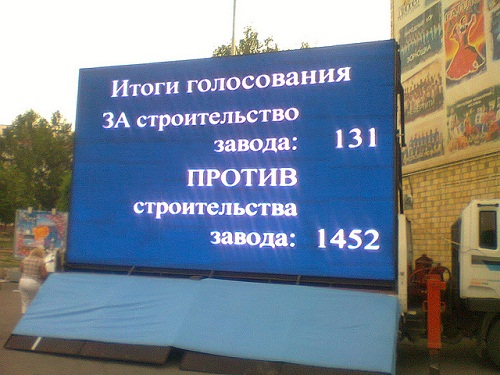 Итоги голосования
ЗА строительство
завода: 131
ПРОТИВ
строительства
завода: 1452